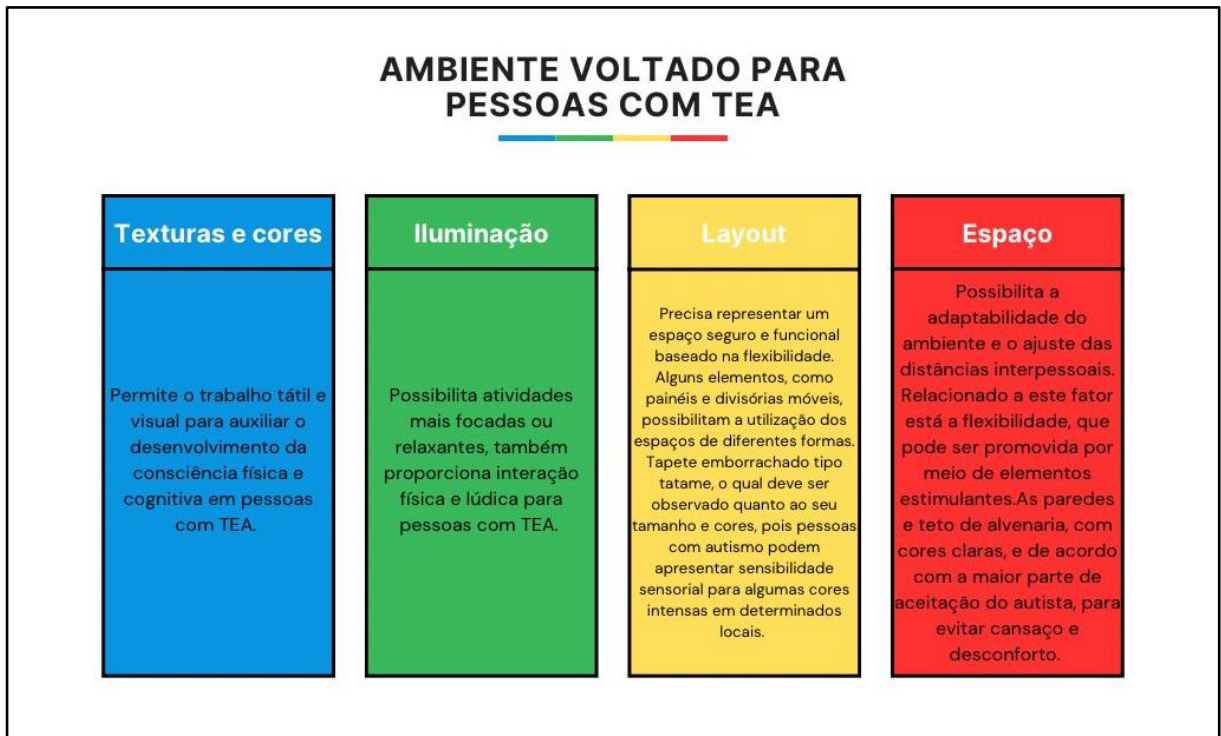 AMBIENTE VOLTADO PARA
PESSOAS COM TEA
Texturas e cores
Permite o trabalho tátil e
visual para auxiliar o
desenvolvimento da
consciência física e
cognitiva em pessoas
com TEA.
Iluminação
Possibilita atividades
mais focadas ou
relaxantes, também
proporciona interação
física e lúdica para
pessoas com TEA.
Layout
Precisa representar um
espaço seguro e funcional
baseado na flexibilidade.
Alguns elementos, como
painéis e divisórias móveis,
possibilitam a utilização dos
espaços de diferentes formas.
Tapete emborrachado tipo
tatame, o qual deve ser
observado quanto ao seu
tamanho e cores, pois pessoas
com autismo podem
apresentar sensibilidade
sensorial para algumas cores
intensas em determinados
locais.
Espaço
Possibilita a
adaptabilidade do
ambiente e o ajuste das
distâncias interpessoais.
Relacionado a este fator
está a flexibilidade, que
pode ser promovida por
meio de elementos
estimulantes.As paredes
e teto de alvenaria, com
cores claras, e de acordo
com a maior parte de
aceitação do autista, para
evitar cansaço e
desconforto.